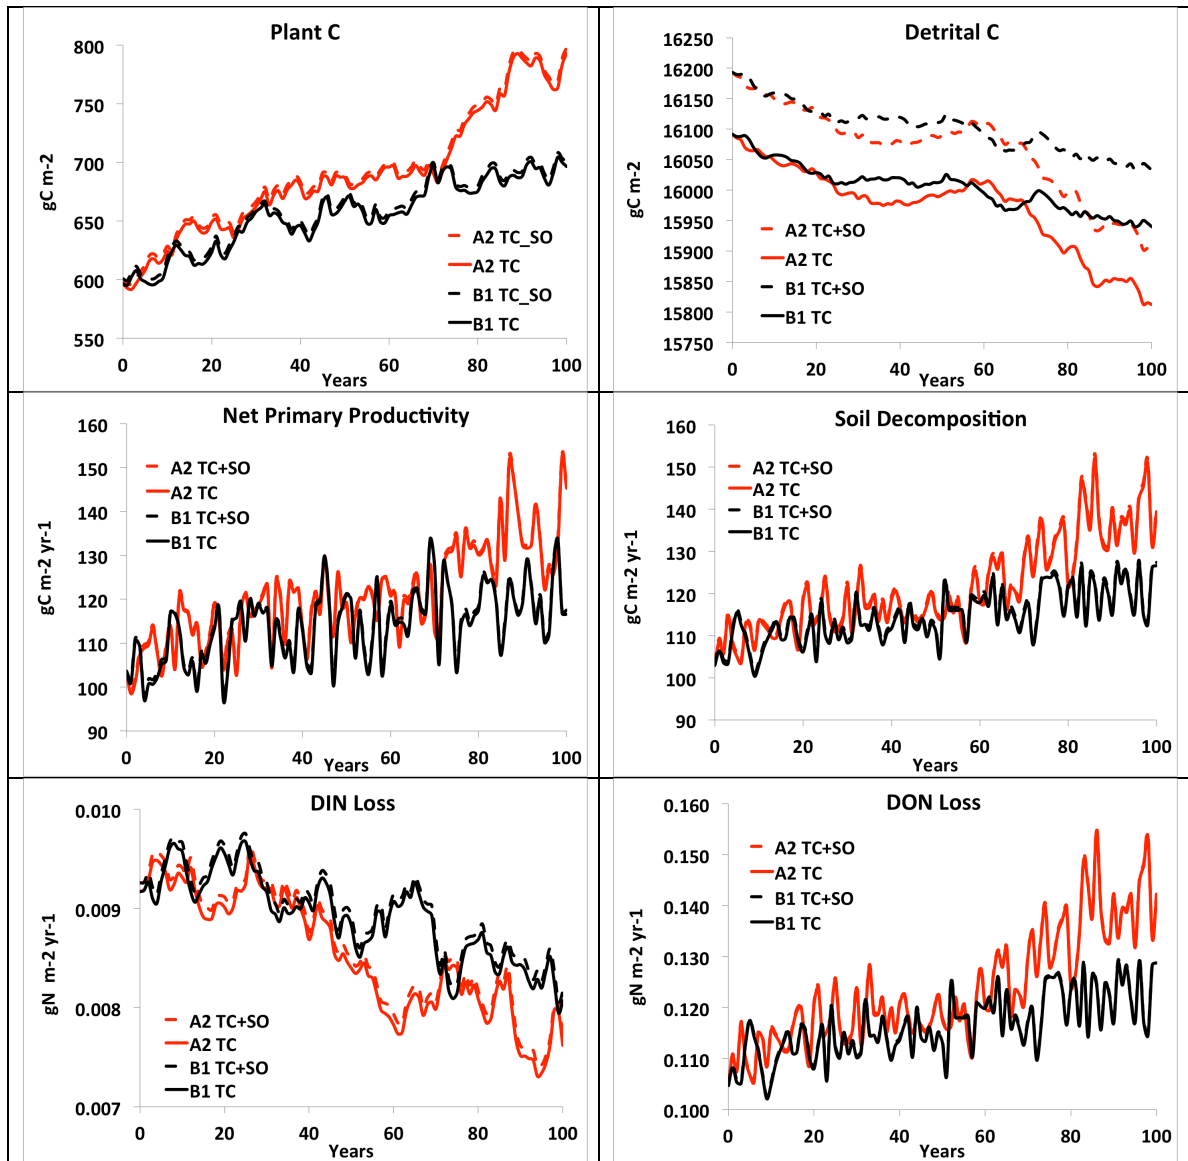 Plant C
800
750
700
650
600
550
gC m-2
A2 TC_SO
A2 TC
B1 TC_SO
B1 TC
0 20 40 60 80 100
Years
Detrital C
16250
16200
16150
16100
16050
16000
15950
15900
15850
15800
15750
gC m-2
A2 TC+SO
A2 TC
B1 TC+SO
B1 TC
0 20 40 60 80 100
Years
Net Primary Productivity
160
150
140
130
120
110
100
90
gC m-2 yr-1
A2 TC+SO
A2 TC
B1 TC+SO
B1 TC
0 20 40 60 80 100
Years
Soil Decomposition
160
150
140
130
120
110
100
90
gC m-2 yr-1
A2 TC+SO
A2 TC
B1 TC+SO
B1 TC
0 20 40 60 80 100
Years
DIN Loss
0.010
0.009
0.008
0.007
gN m-2 yr-1
A2 TC+SO
A2 TC
B1 TC+SO
B1 TC
0 20 40 60 80 100
Years
DON Loss
0.160
0.150
0.140
0.130
0.120
0.110
0.100
gN m-2 yr-1
A2 TC+SO
A2 TC
B1 TC+SO
B1 TC
0 20 40 60 80 100
Years